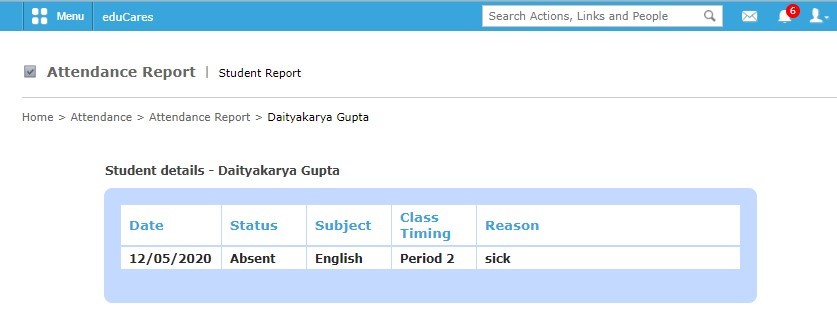 Menu eduCares Search Actions, Links and People 6
Attendance Report | Student Report
Home > Attendance > Attendance Report > Daityakarya Gupta
Student details - Daityakarya Gupta
Date Status Subject Class Timing Reason
12/05/2020 Absent English Period 2 sick